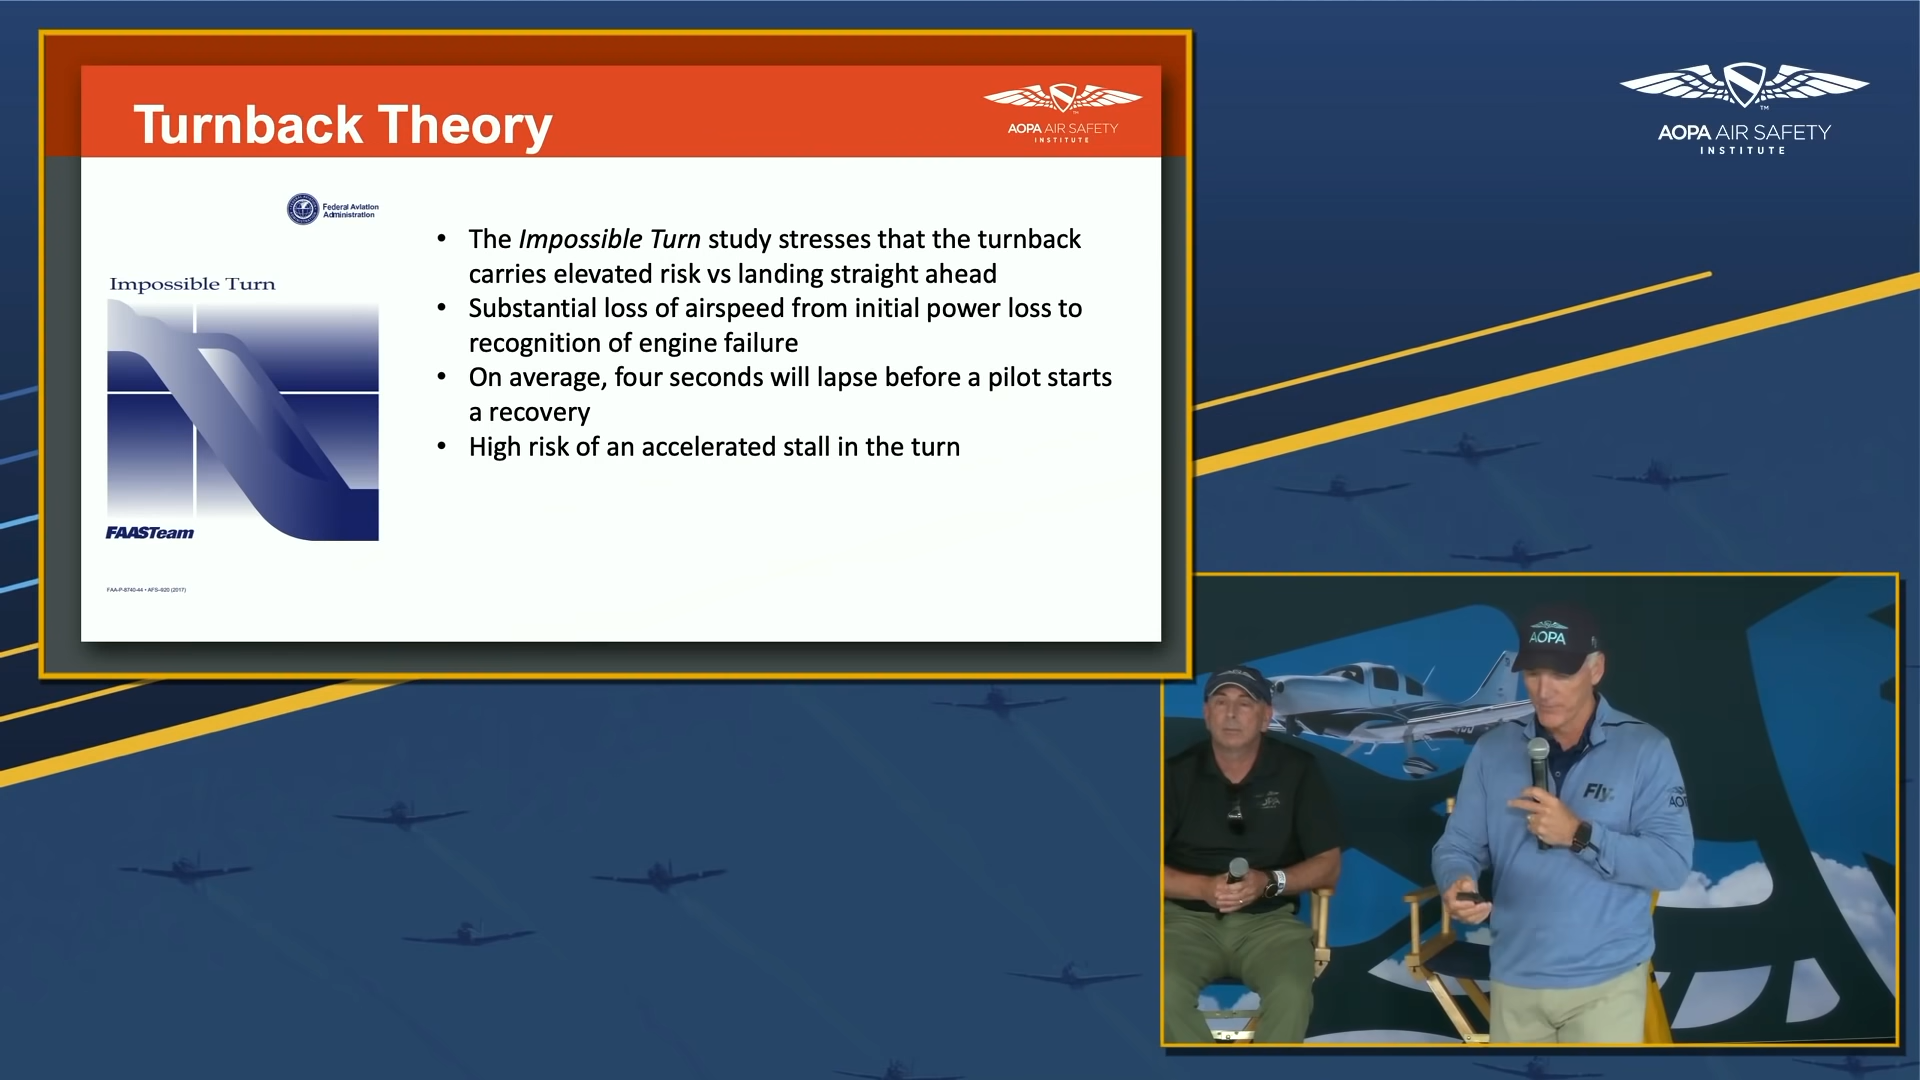 Turnback Theory
AOPA AIR SAFETY
INSTITUTE
Federal Aviation
Administration
Impossible Turn
FAASTeam
FAA-P-8740-44 • AFS-920 (2017)
• The Impossible Turn study stresses that the turnback
carries elevated risk vs landing straight ahead
• Substantial loss of airspeed from initial power loss to
recognition of engine failure
• On average, four seconds will lapse before a pilot starts
a recovery
• High risk of an accelerated stall in the turn
TM
AOPA AIR SAFETY
INSTITUTE
AOPA
Fly.